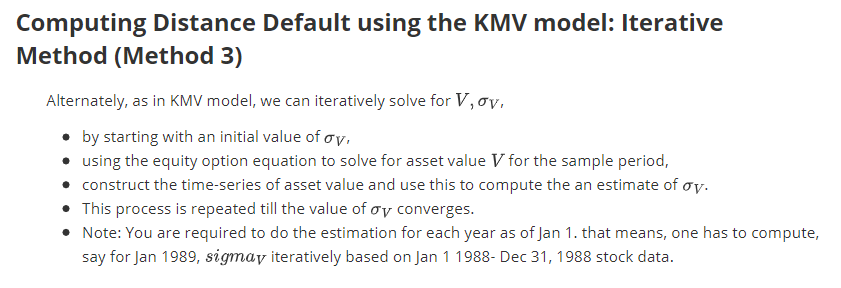 Computing Distance Default using the KMV model: Iterative
Method (Method 3)
Alternately, as in KMV model, we can iteratively solve for V, σV,
• by starting with an initial value of σV,
• using the equity option equation to solve for asset value V for the sample period,
• construct the time-series of asset value and use this to compute the an estimate of σV.
• This process is repeated till the value of σV converges.
• Note: You are required to do the estimation for each year as of Jan 1. that means, one has to compute,
say for Jan 1989, sigmaV iteratively based on Jan 1 1988- Dec 31, 1988 stock data.